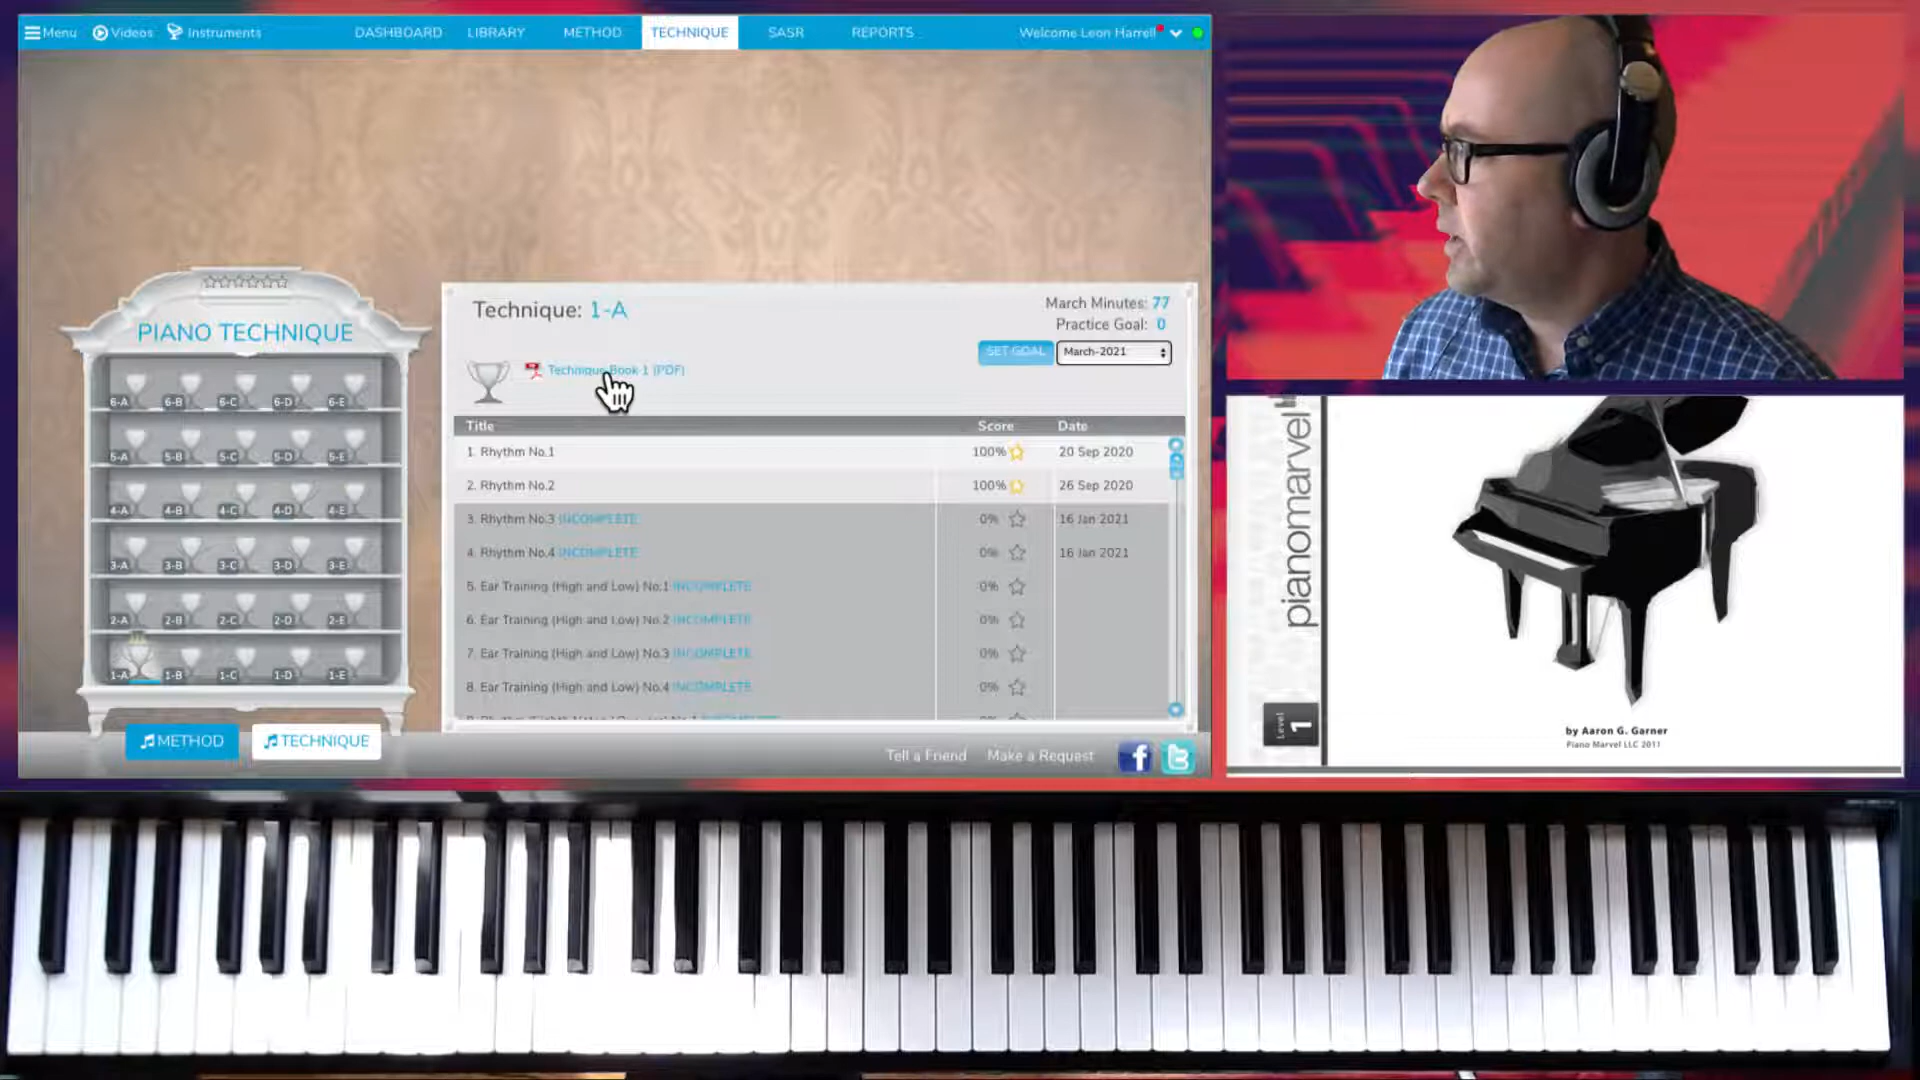 Menu Videos Instruments DASHBOARD LIBRARY METHOD TECHNIQUE SASR REPORTS Welcome Leon Harrell
PIANO TECHNIQUE
6-A 6-B 6-C 6-D 6-E
5-A 5-B 5-C 5-D 5-E
4-A 4-B 4-C 4-D 4-E
3-A 3-B 3-C 3-D 3-E
2-A 2-B 2-C 2-D 2-E
1-A 1-B 1-C 1-D 1-E
METHOD TECHNIQUE
Technique: 1-A
March Minutes: 77
Practice Goal: 0
SET GOAL March-2021
Technique Book 1 (PDF)
Title Score Date
1. Rhythm No.1 100% 20 Sep 2020
2. Rhythm No.2 100% 26 Sep 2020
3. Rhythm No.3 INCOMPLETE 0% 16 Jan 2021
4. Rhythm No.4 INCOMPLETE 0% 16 Jan 2021
5. Ear Training (High and Low) No.1 INCOMPLETE 0%
6. Ear Training (High and Low) No.2 INCOMPLETE 0%
7. Ear Training (High and Low) No.3 INCOMPLETE 0%
8. Ear Training (High and Low) No.4 INCOMPLETE 0%
Tell a Friend Make a Request
pianomarvel
Level 1
by Aaron G. Garner
Piano Marvel LLC 2011